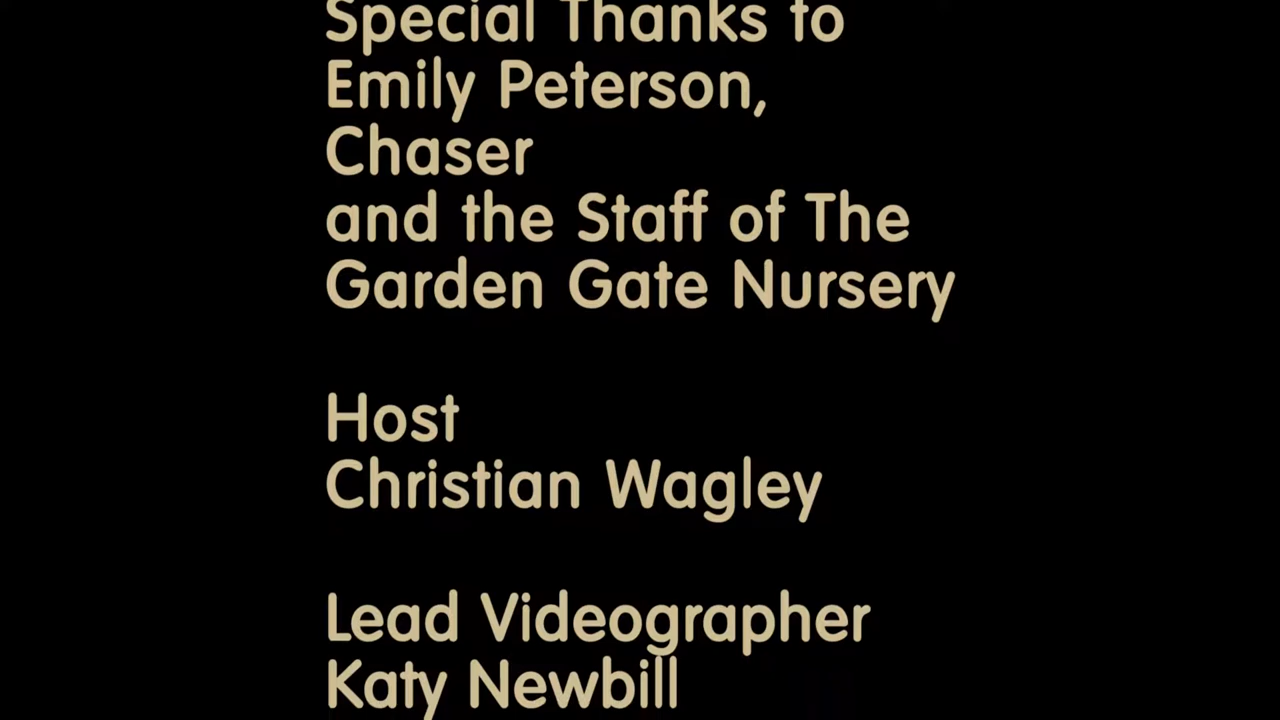 Special Thanks to
Emily Peterson,
Chaser
and the Staff of The
Garden Gate Nursery
Host
Christian Wagley
Lead Videographer
Katy Newbill